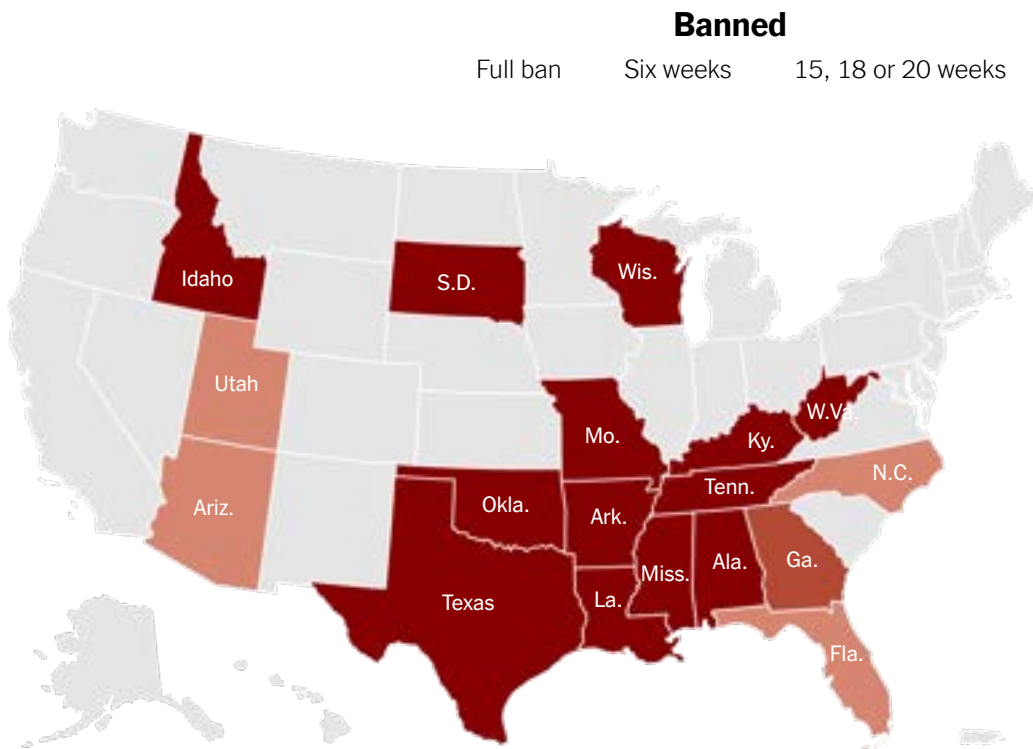 Banned
Full ban Six weeks 15, 18 or 20 weeks
Idaho
S.D.
Wis.
Utah
Mo.
Ky.
W.Va.
Ariz.
Okla.
Ark.
Tenn.
N.C.
Texas
La.
Miss.
Ala.
Ga.
Fla.